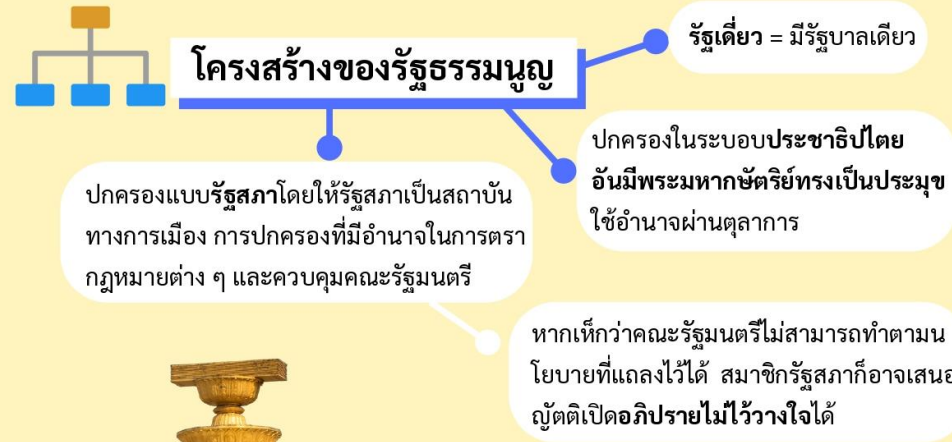 โครงสร้างของรัฐธรรมนูญ
รัฐเดี่ยว = มีรัฐบาลเดียว
ปกครองในระบอบประชาธิปไตย
อันมีพระมหากษัตริย์ทรงเป็นประมุข
ใช้อำนาจผ่านตุลาการ
ปกครองแบบรัฐสภาโดยให้รัฐสภาเป็นสถาบัน
ทางการเมือง การปกครองที่มีอำนาจในการตรา
กฎหมายต่าง ๆ และควบคุมคณะรัฐมนตรี
หากเห็กว่าคณะรัฐมนตรีไม่สามารถทำตามน
โยบายที่แถลงไว้ได้ สมาชิกรัฐสภาก็อาจเสนอ
ญัตติเปิดอภิปรายไม่ไว้วางใจได้